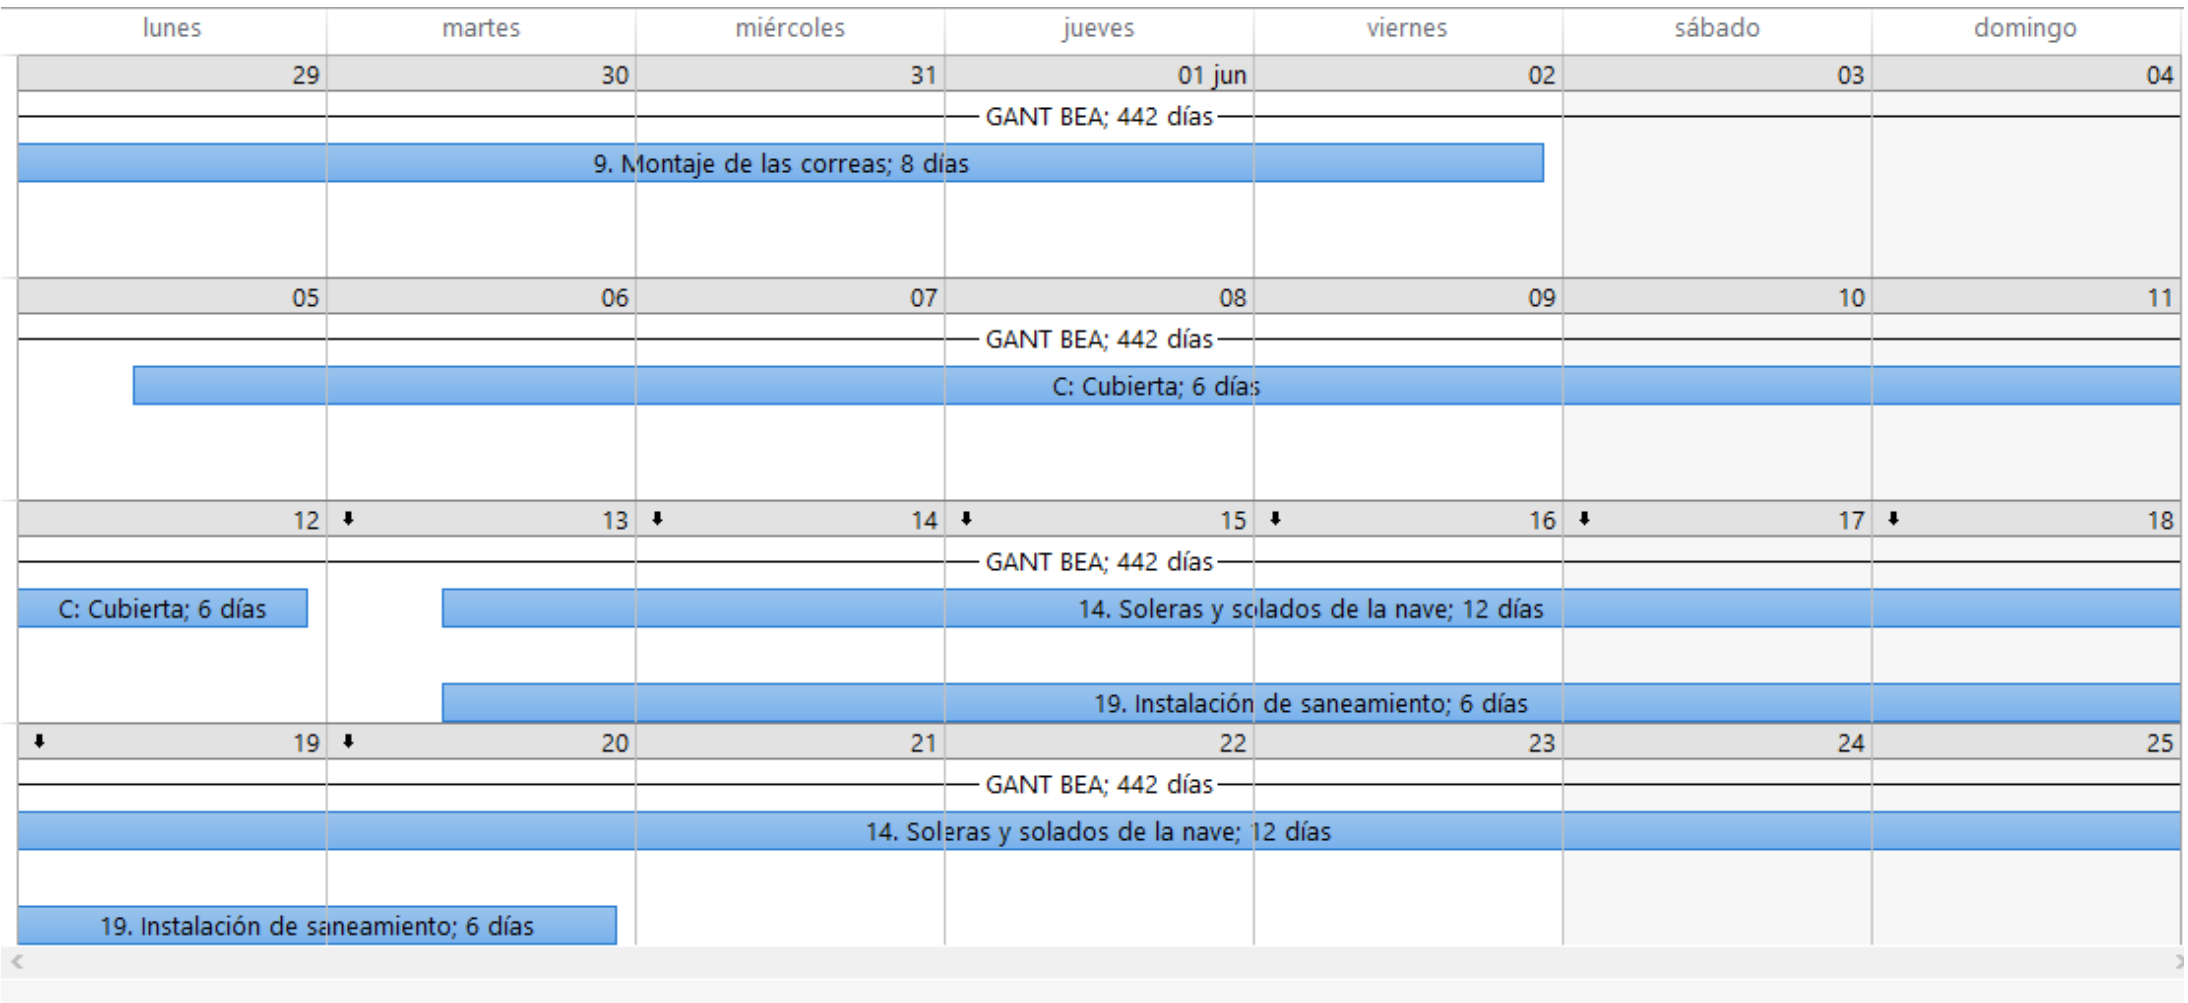 lunes martes miércoles jueves viernes sábado domingo
29 30 31 01 jun 02 03 04
GANT BEA; 442 días
9. Montaje de las correas; 8 días
05 06 07 08 09 10 11
GANT BEA; 442 días
C: Cubierta; 6 días
12 13 14 15 16 17 18
GANT BEA; 442 días
C: Cubierta; 6 días 14. Soleras y solados de la nave; 12 días
19. Instalación de saneamiento; 6 días
19 20 21 22 23 24 25
GANT BEA; 442 días
14. Soleras y solados de la nave; 12 días
19. Instalación de saneamiento; 6 días